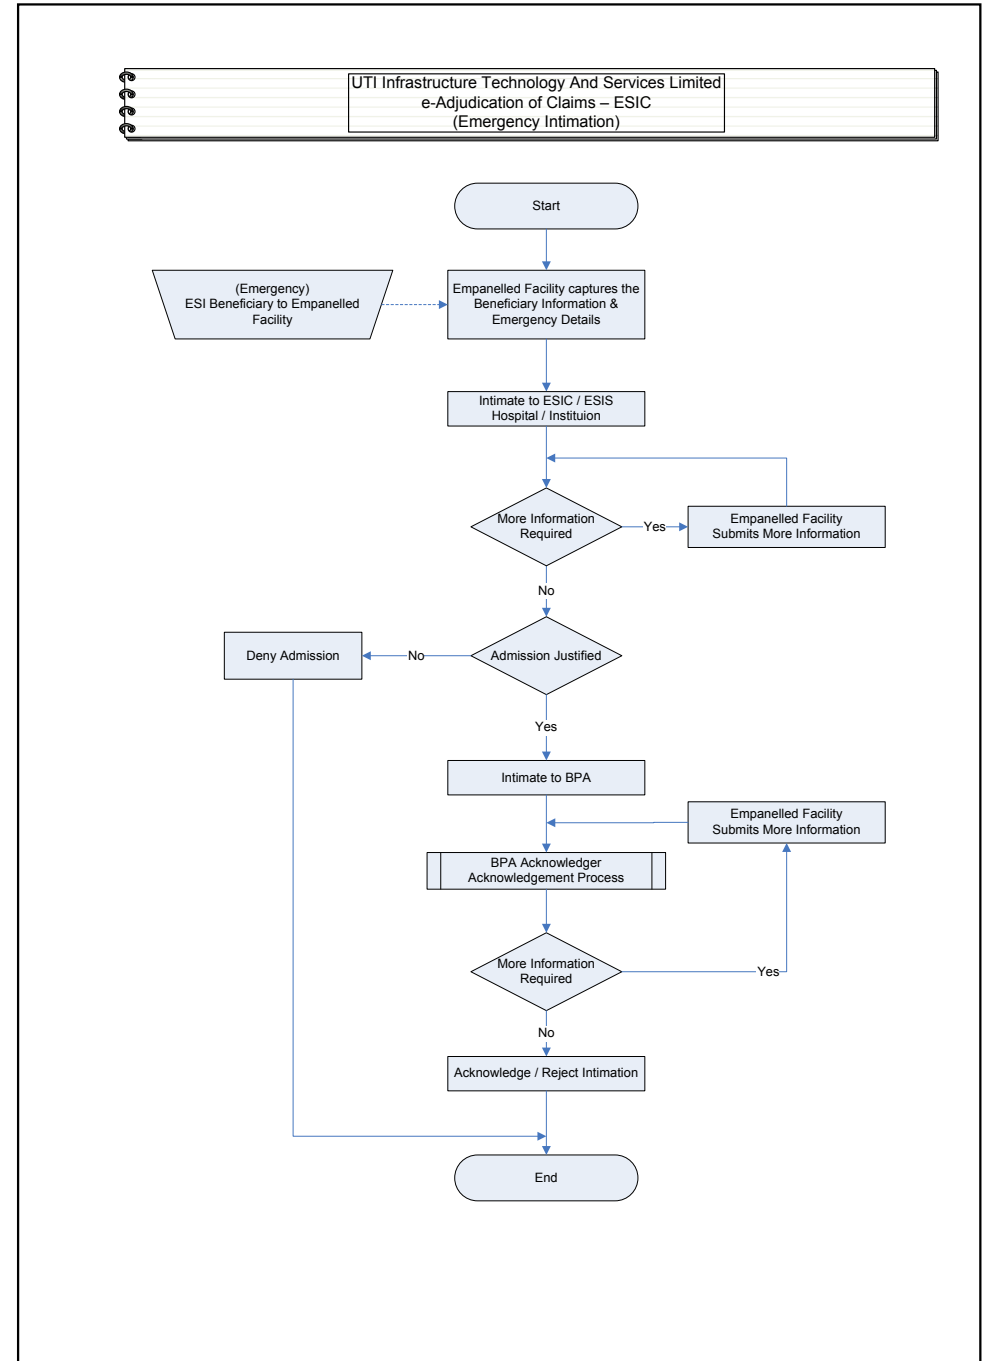 UTI Infrastructure Technology And Services Limited
e-Adjudication of Claims – ESIC
(Emergency Intimation)
Start
(Emergency)
ESI Beneficiary to Empanelled
Facility
Empanelled Facility captures the
Beneficiary Information &
Emergency Details
Intimate to ESIC / ESIS
Hospital / Instituion
More Information
Required
Yes
Empanelled Facility
Submits More Information
No
Deny Admission
No
Admission Justified
Yes
Intimate to BPA
Empanelled Facility
Submits More Information
BPA Acknowledger
Acknowledgement Process
More Information
Required
Yes
No
Acknowledge / Reject Intimation
End